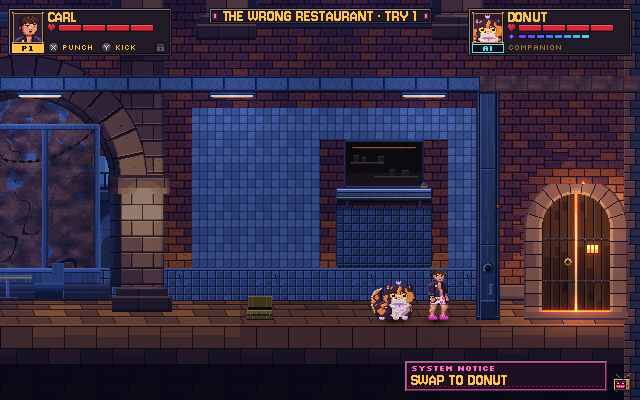 CARL
THE WRONG RESTAURANT · TRY 1
DONUT
P1
X PUNCH Y KICK
AI
COMPANION
SYSTEM NOTICE
SWAP TO DONUT